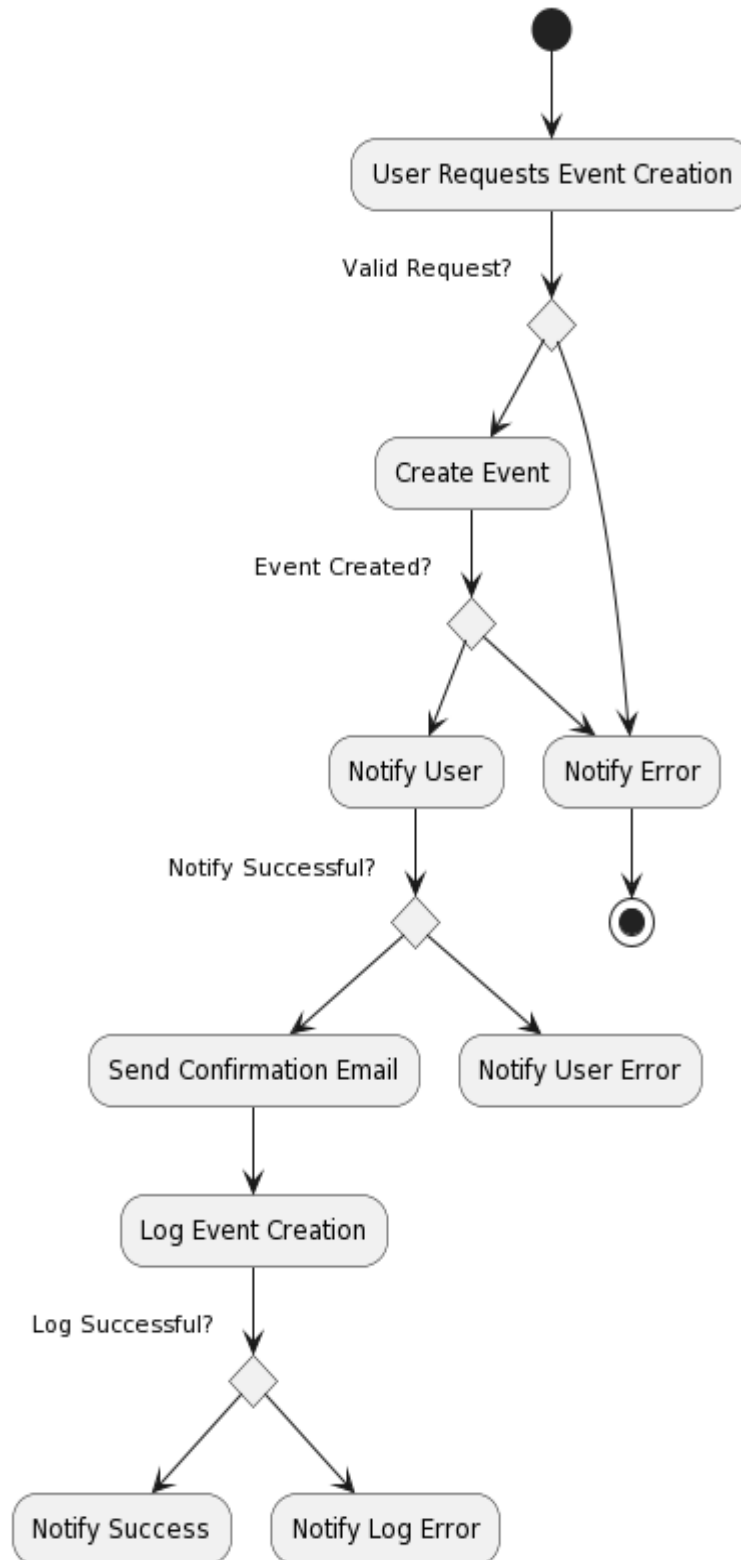 User Requests Event Creation
Valid Request?
Create Event
Event Created?
Notify User
Notify Error
Notify Successful?
Send Confirmation Email
Notify User Error
Log Event Creation
Log Successful?
Notify Success
Notify Log Error